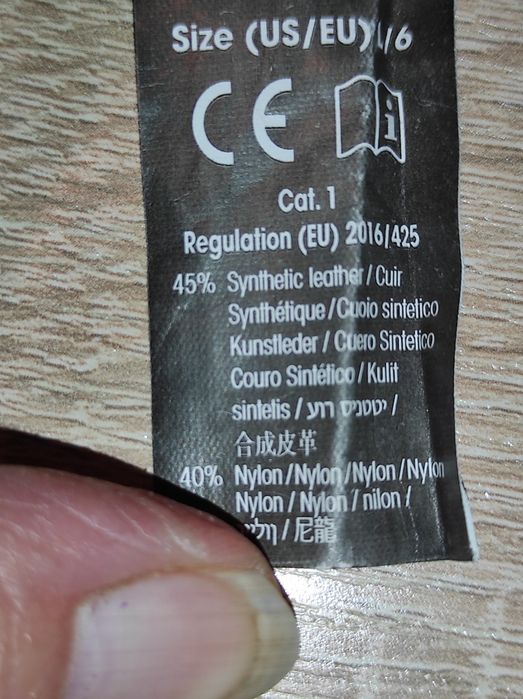 Size (US/EU) /6
CE i
Cat. 1
Regulation (EU) 2016/425
45% Synthetic leather / Cuir
Synthétique / Cuoio sintetico
Kunstleder / Cuero Sintetico
Couro Sintético / Kulit
sintetis / /
合成皮革
40% Nylon / Nylon / Nylon / Nylon
Nylon / Nylon / nilon /
/ 尼龍